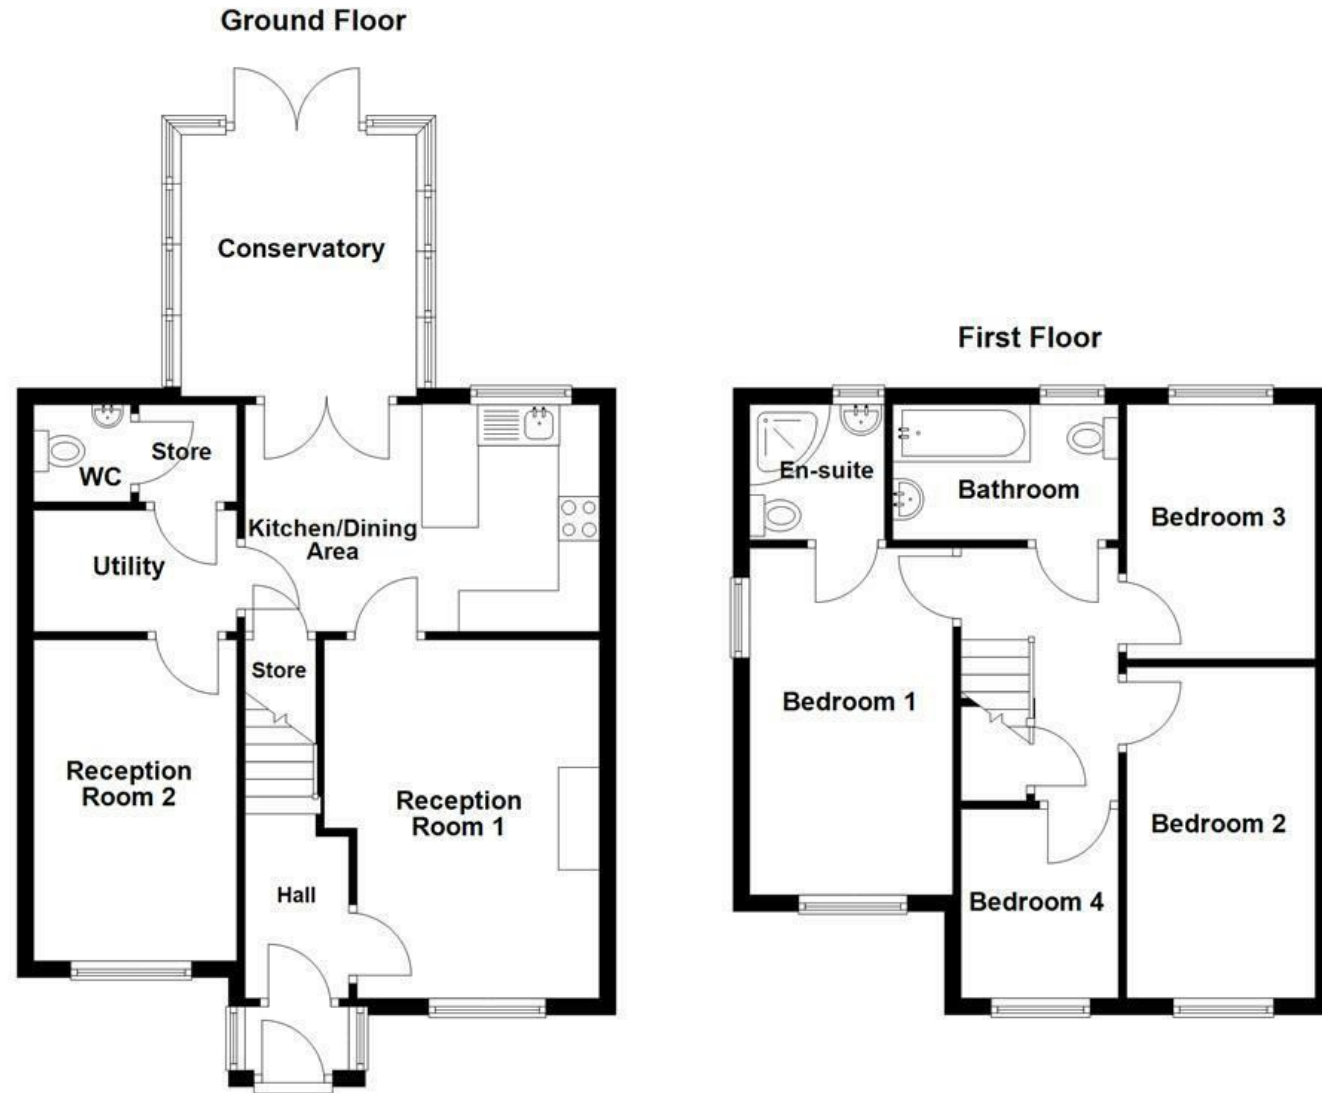 Ground Floor
Conservatory
Store
WC
Kitchen/Dining
Area
Utility
Store
Reception
Room 2
Reception
Room 1
Hall
First Floor
En-suite
Bathroom
Bedroom 3
Bedroom 1
Bedroom 2
Bedroom 4